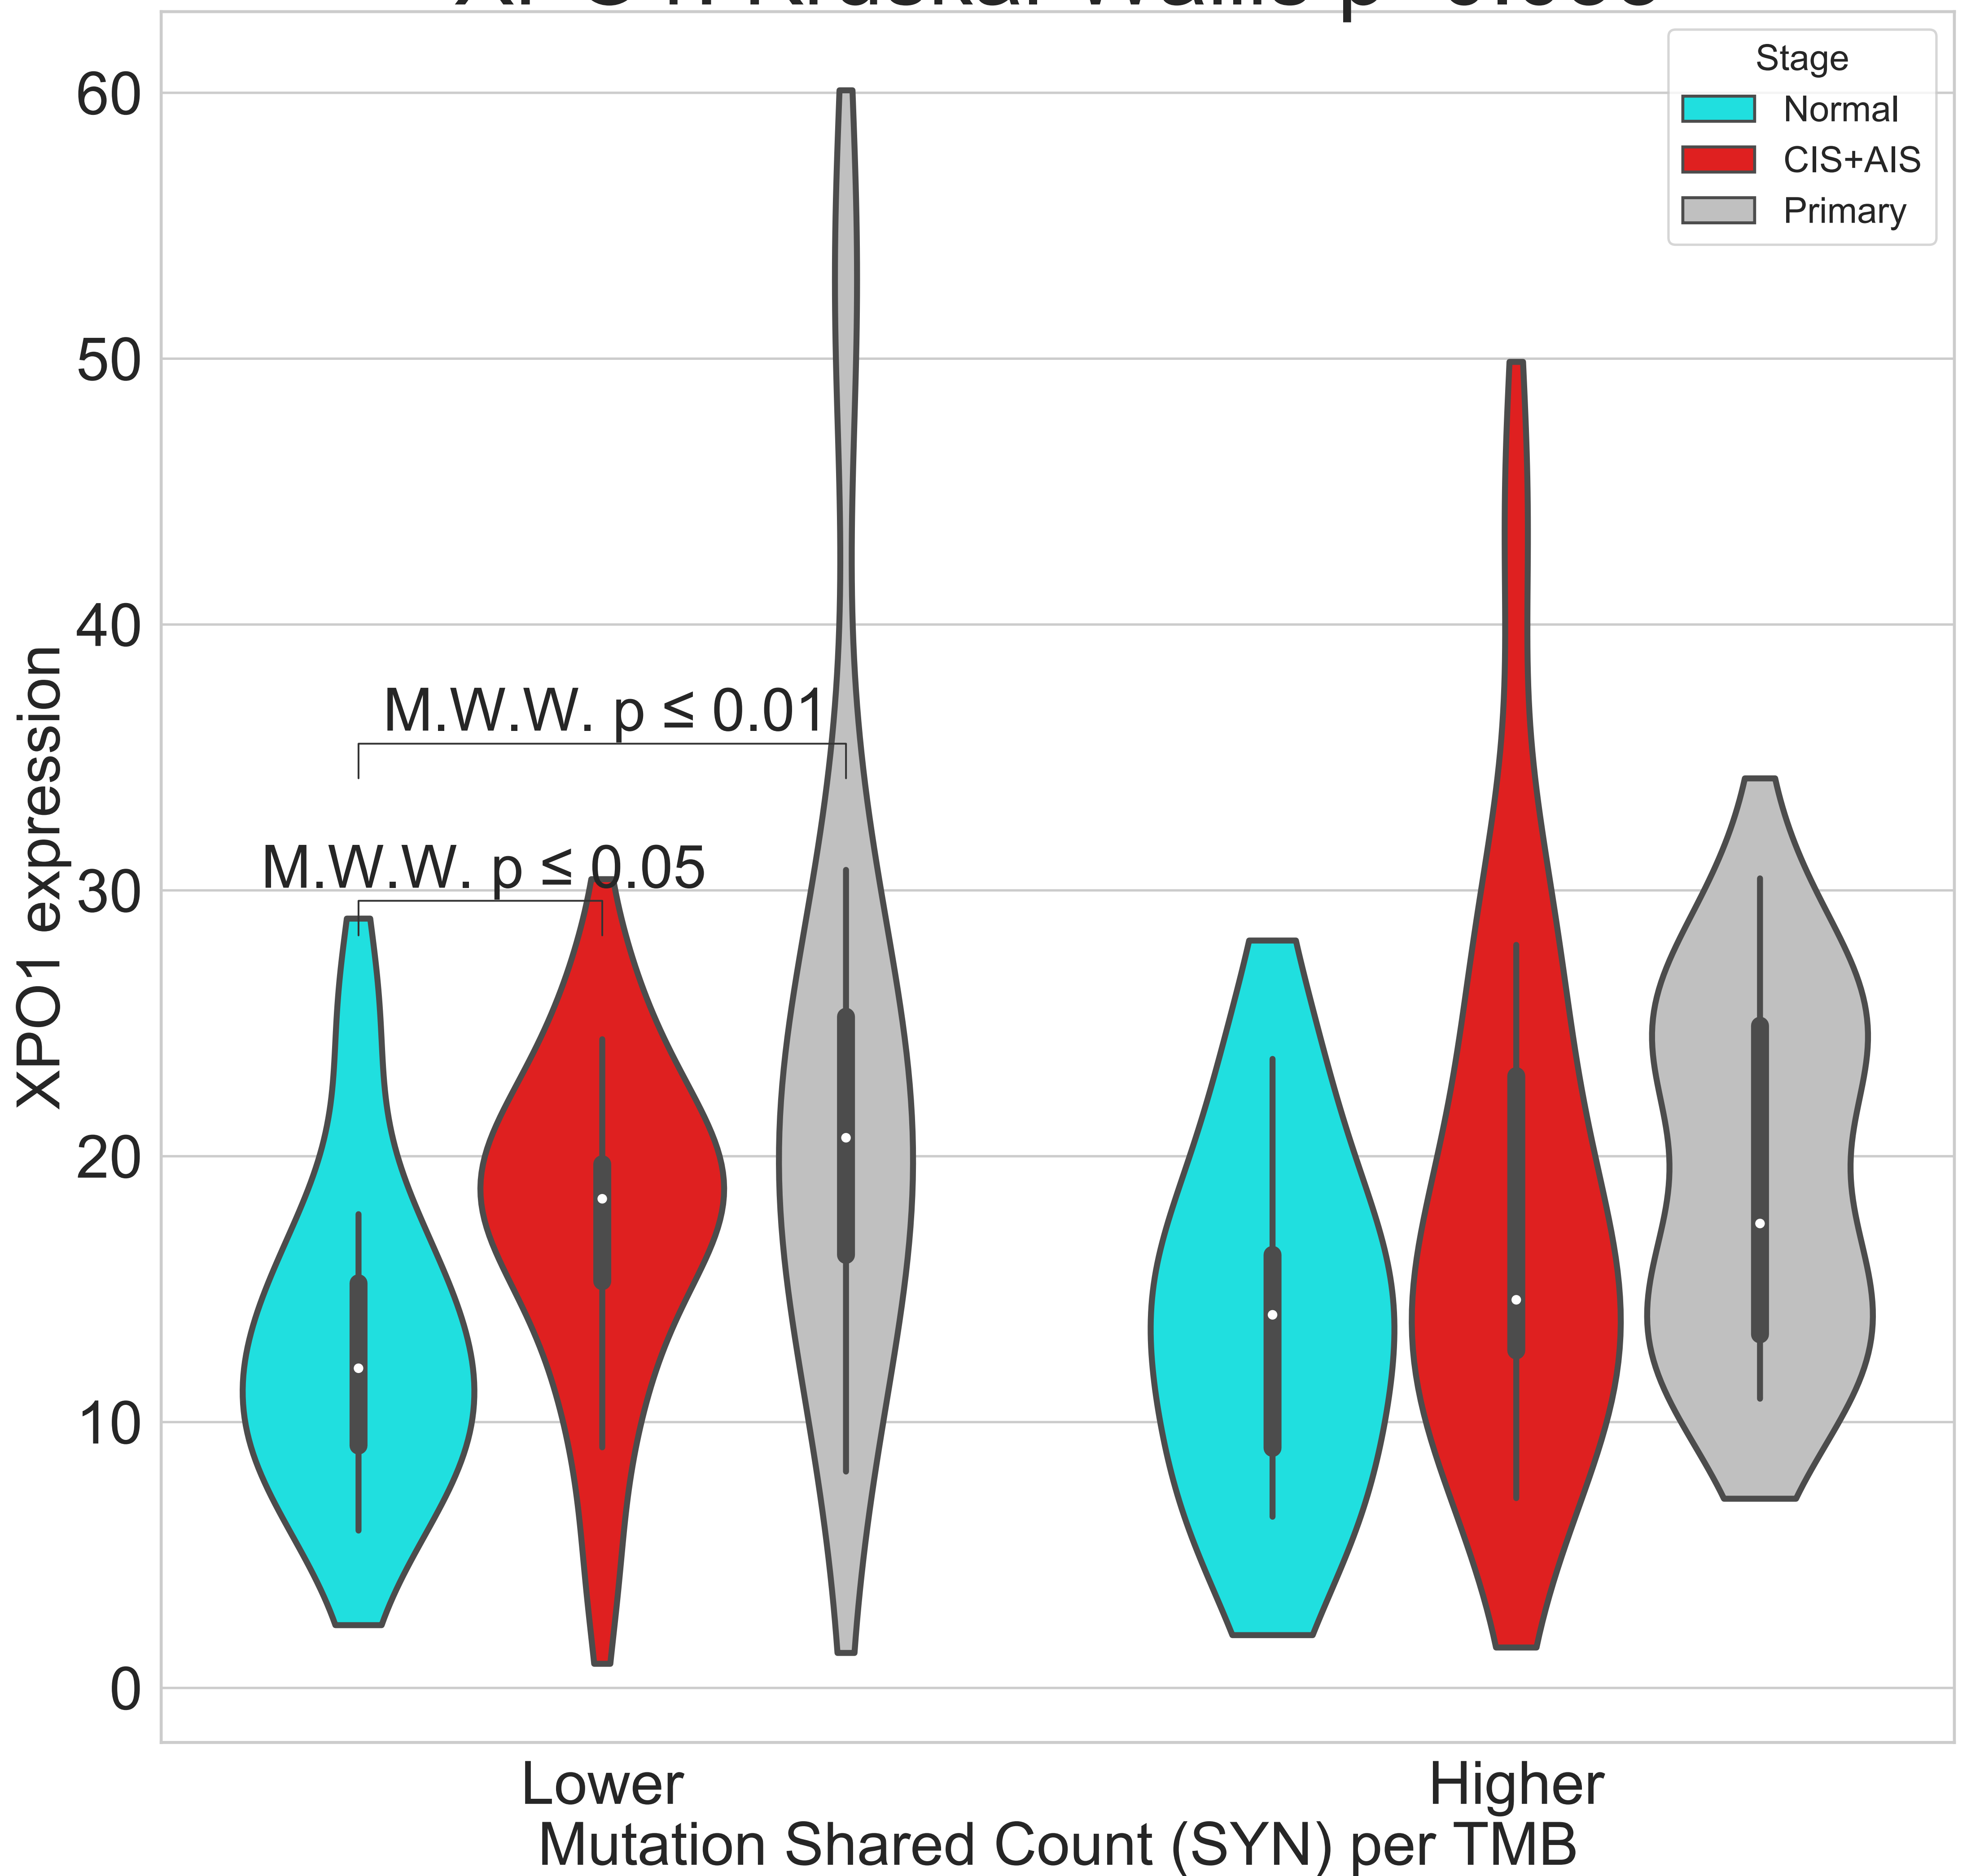 Stage
Normal
CIS+AIS
Primary
60
50
40
30
20
10
0
XPO1 expression
M.W.W. p ≤ 0.01
M.W.W. p ≤ 0.05
Lower
Higher
Mutation Shared Count (SYN) per TMB